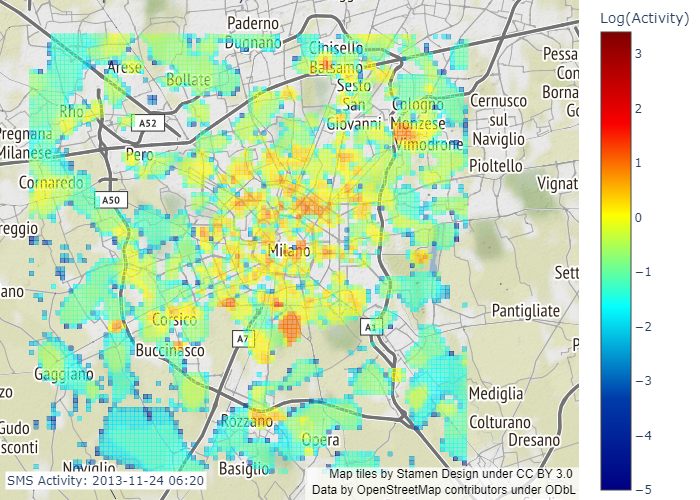 Log(Activity)
3
2
1
0
−1
−2
−3
−4
−5
Paderno
Dugnano
Cinisello
Balsamo
Arese
Bollate
Sesto
San
Giovanni
Cologno
Monzese
Vimodrone
Cernusco
sul
Naviglio
Pioltello
Pessa
Con
Borna
Go
Rho
A52
Pregnana
Milanese
Pero
Cornaredo
A50
Vignat
reggio
Milano
Sett
ano
Pantigliate
Corsico
A7
A1
P
Buccinasco
Gaggiano
zo
Mediglia
Rozzano
Colturano
Gudo
sconti
Opera
Dresano
Noviglio
Basiglio
SMS Activity: 2013-11-24 06:20
Map tiles by Stamen Design under CC BY 3.0
Data by OpenStreetMap contributors under ODbL